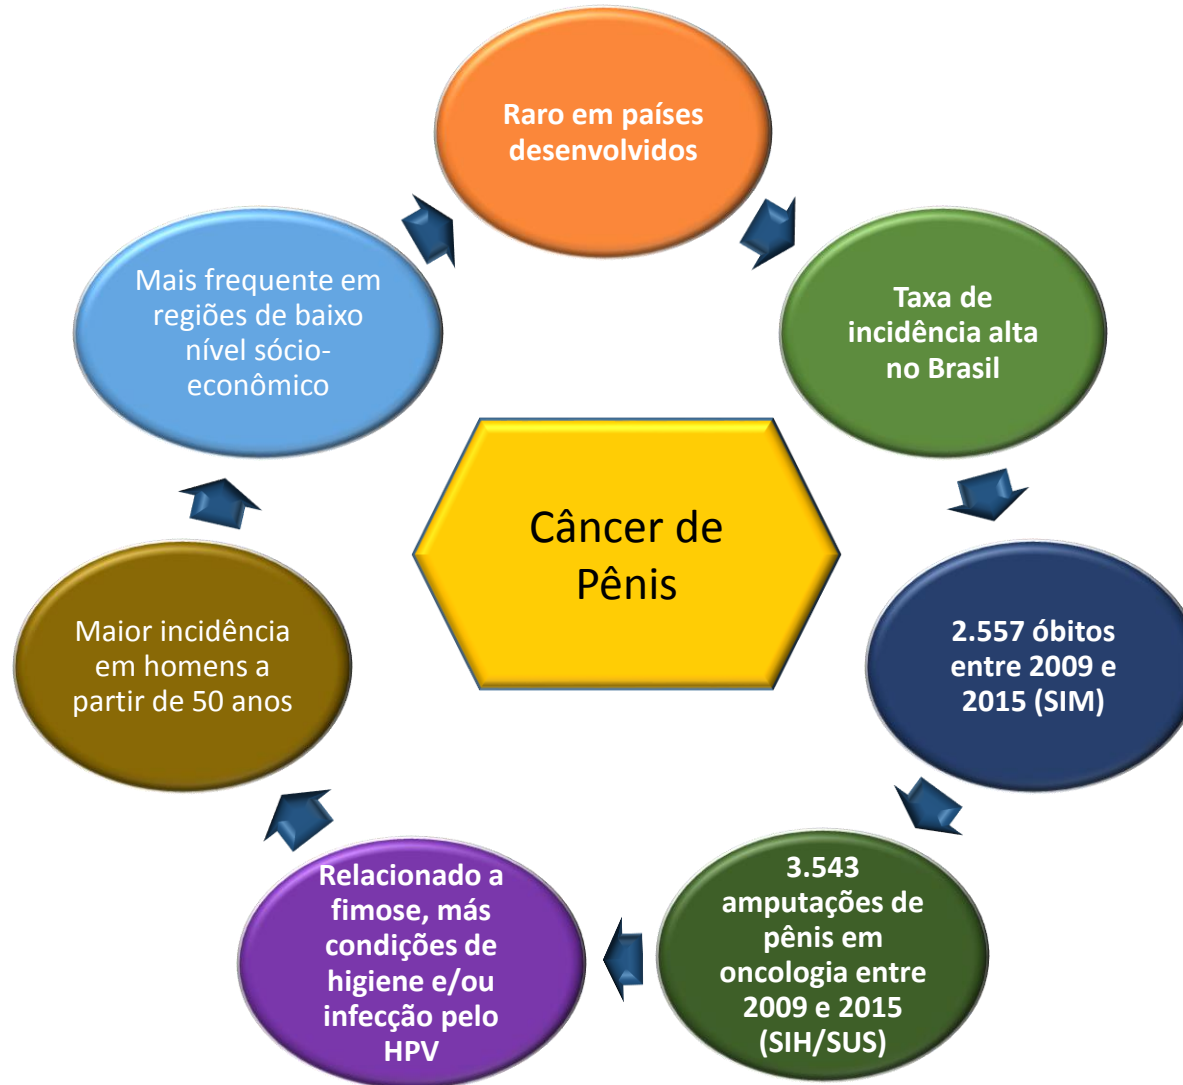 Raro em países
desenvolvidos
Taxa de
incidência alta
no Brasil
2.557 óbitos
entre 2009 e
2015 (SIM)
3.543
amputações de
pênis em
oncologia entre
2009 e 2015
(SIH/SUS)
Relacionado a
fimose, más
condições de
higiene e/ou
infecção pelo
HPV
Maior incidência
em homens a
partir de 50 anos
Mais frequente em
regiões de baixo
nível sócio-
econômico
Câncer de
Pênis